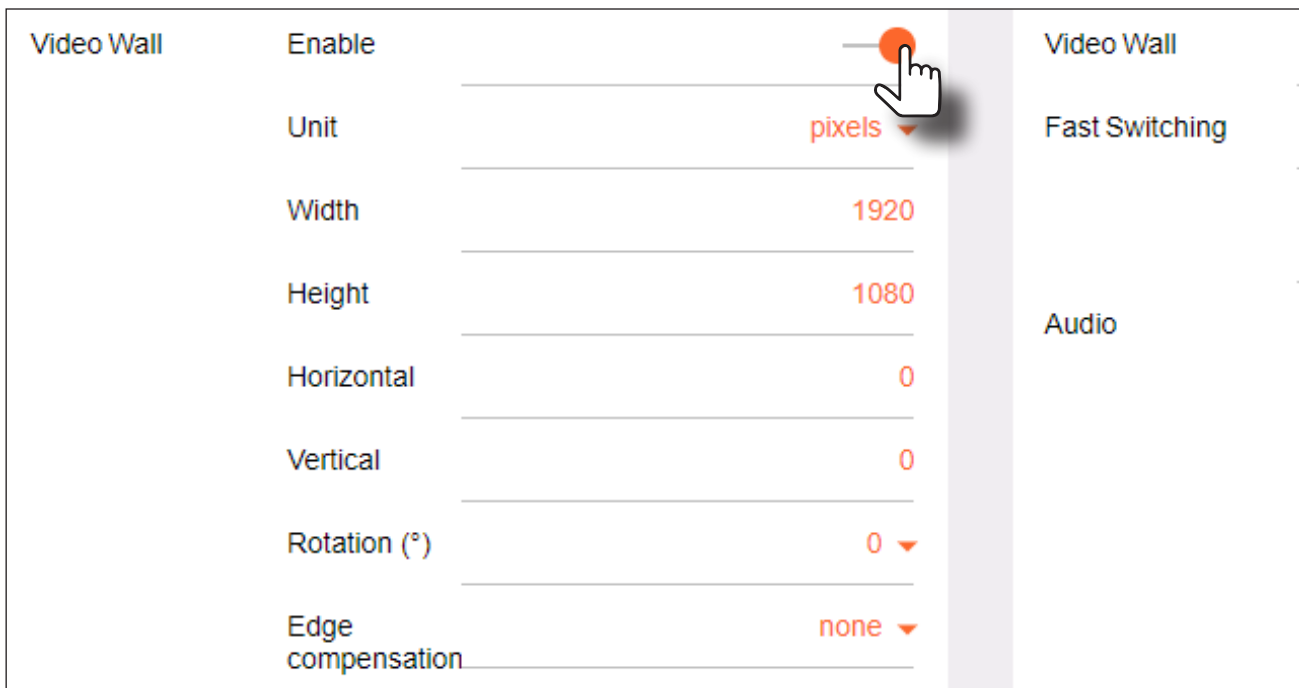 Video Wall
Enable
Unit
pixels
Width
1920
Height
1080
Horizontal
0
Vertical
0
Rotation (°)
0
Edge
compensation
none
Video Wall
Fast Switching
Audio